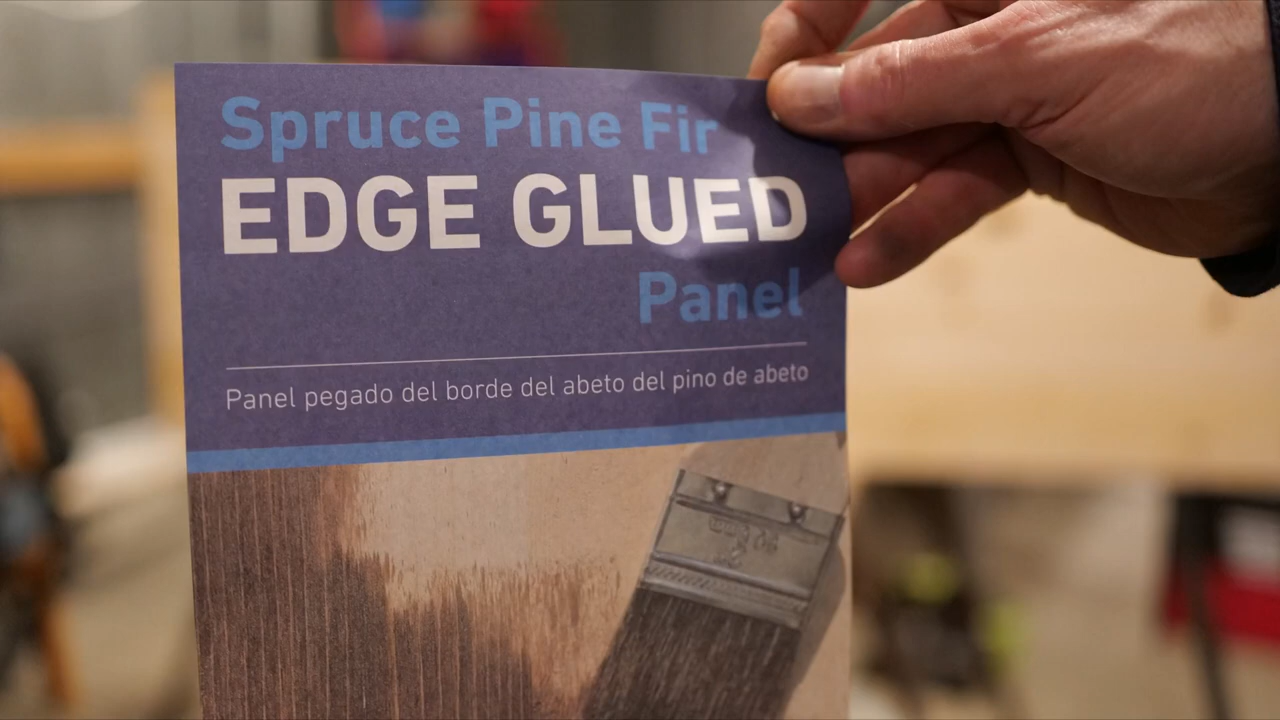 Spruce Pine Fir
EDGE GLUED
Panel
Panel pegado del borde del abeto del pino de abeto